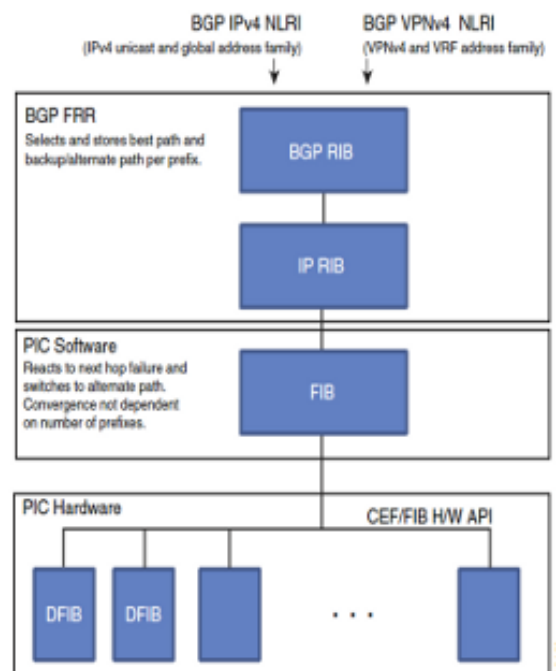 BGP IPv4 NLRI
(IPv4 unicast and global address family)
BGP VPNv4 NLRI
(VPNv4 and VRF address family)
BGP FRR
Selects and stores best path and
backup/alternate path per prefix.
BGP RIB
IP RIB
PIC Software
Reacts to next hop failure and
switches to alternate path.
Convergence not dependent
on number of prefixes.
FIB
PIC Hardware
CEF/FIB H/W API
DFIB
DFIB
. . .